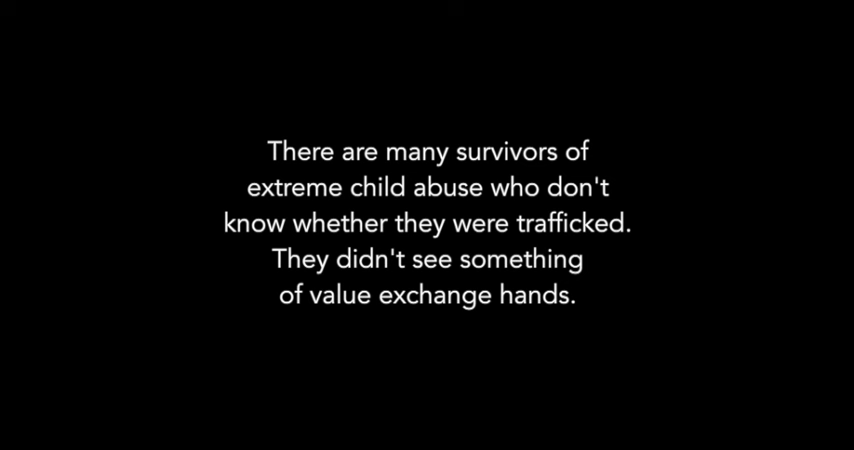 There are many survivors of
extreme child abuse who don't
know whether they were trafficked.
They didn't see something
of value exchange hands.